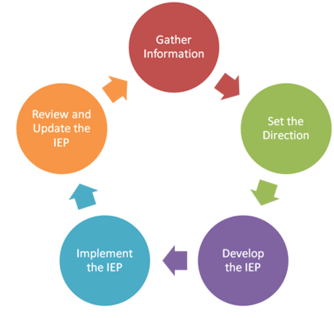 Gather
Information
Set the
Direction
Develop
the IEP
Implement
the IEP
Review and
Update the
IEP